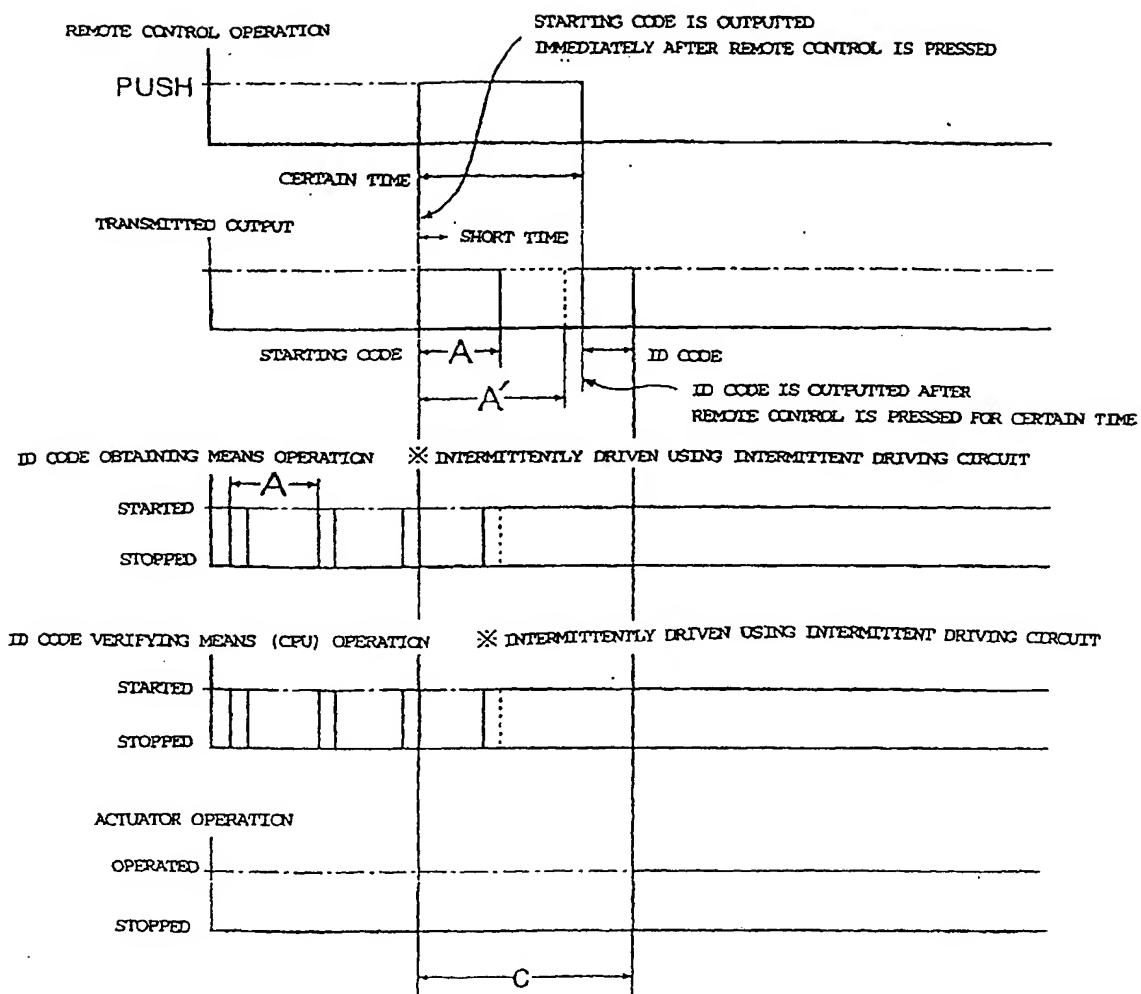 REMOTE CONTROL OPERATION
STARTING CODE IS OUTPUTTED
IMMEDIATELY AFTER REMOTE CONTROL IS PRESSED
PUSH
CERTAIN TIME
TRANSMITTED OUTPUT
SHORT TIME
STARTING CODE
A
ID CODE
A′
ID CODE IS OUTPUTTED AFTER
REMOTE CONTROL IS PRESSED FOR CERTAIN TIME
ID CODE OBTAINING MEANS OPERATION ※ INTERMITTENTLY DRIVEN USING INTERMITTENT DRIVING CIRCUIT
A
STARTED
STOPPED
ID CODE VERIFYING MEANS (CPU) OPERATION ※ INTERMITTENTLY DRIVEN USING INTERMITTENT DRIVING CIRCUIT
STARTED
STOPPED
ACTUATOR OPERATION
OPERATED
STOPPED
C